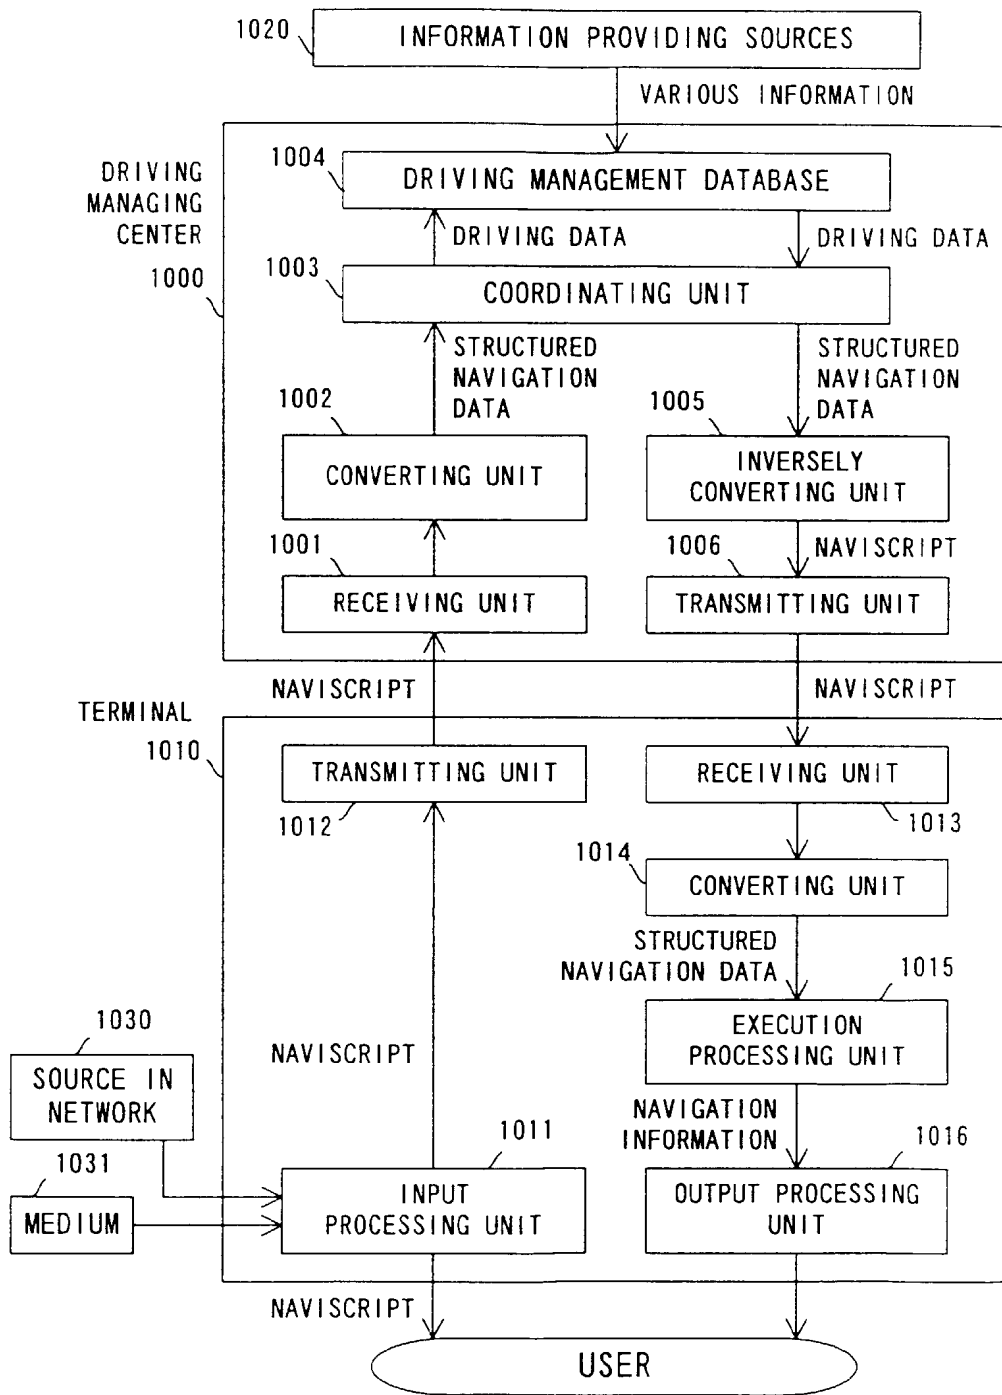 1020
INFORMATION PROVIDING SOURCES
VARIOUS INFORMATION
DRIVING
MANAGING
CENTER
1000
1004
DRIVING MANAGEMENT DATABASE
DRIVING DATA
DRIVING DATA
1003
COORDINATING UNIT
STRUCTURED
NAVIGATION
DATA
STRUCTURED
NAVIGATION
DATA
1002
CONVERTING UNIT
1005
INVERSELY
CONVERTING UNIT
NAVISCRIPT
1001
RECEIVING UNIT
1006
TRANSMITTING UNIT
NAVISCRIPT
NAVISCRIPT
TERMINAL
1010
TRANSMITTING UNIT
1012
RECEIVING UNIT
1013
1014
CONVERTING UNIT
STRUCTURED
NAVIGATION DATA
1015
EXECUTION
PROCESSING UNIT
1030
SOURCE IN
NETWORK
NAVISCRIPT
NAVIGATION
INFORMATION
1031
MEDIUM
1011
INPUT
PROCESSING UNIT
1016
OUTPUT PROCESSING
UNIT
NAVISCRIPT
USER